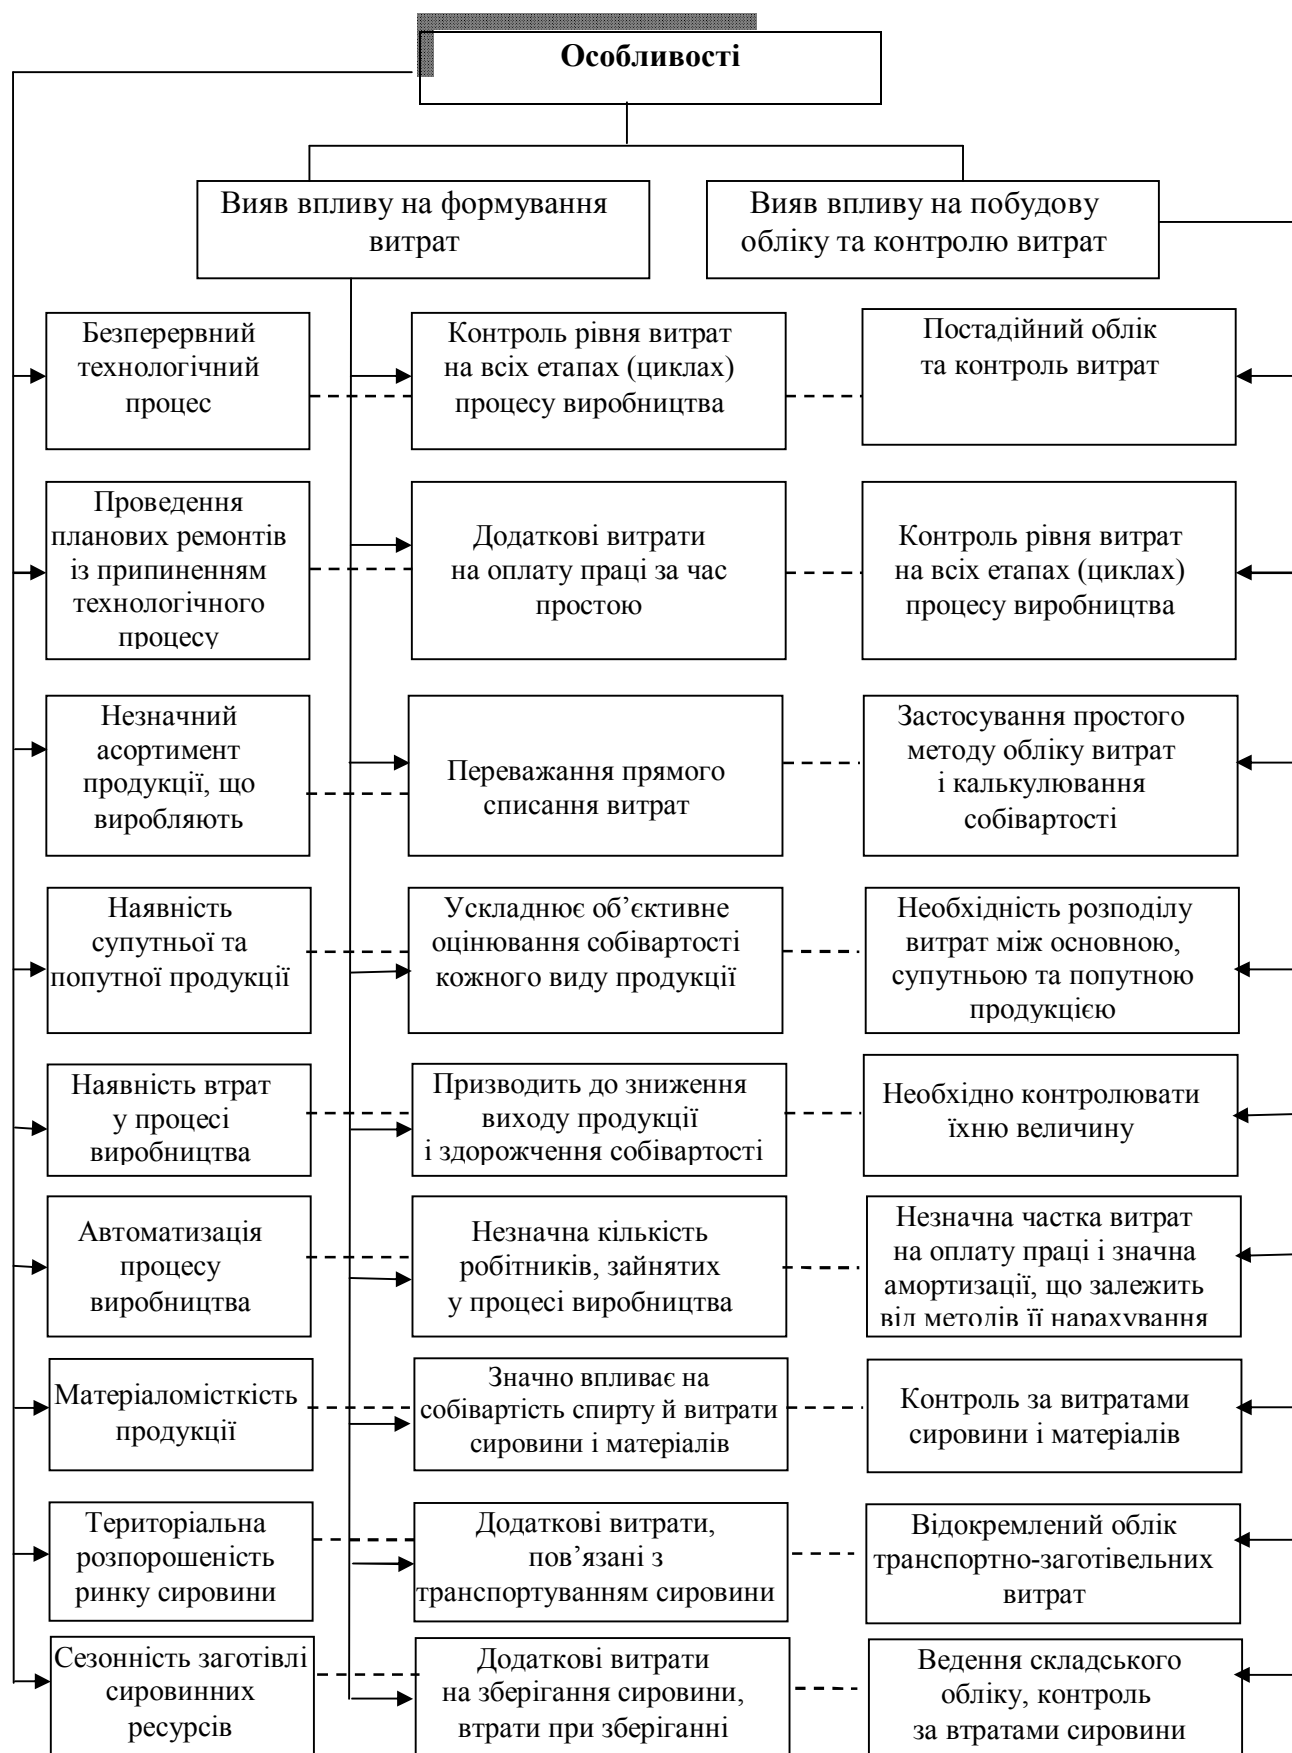 Особливості
Вияв впливу на формування
витрат
Вияв впливу на побудову
обліку та контролю витрат
Безперервний
технологічний
процес
Контроль рівня витрат
на всіх етапах (циклах)
процесу виробництва
Постадійний облік
та контроль витрат
Проведення
планових ремонтів
із припиненням
технологічного
процесу
Додаткові витрати
на оплату праці за час
простою
Контроль рівня витрат
на всіх етапах (циклах)
процесу виробництва
Незначний
асортимент
продукції, що
виробляють
Переважання прямого
списання витрат
Застосування простого
методу обліку витрат
і калькулювання
собівартості
Наявність
супутньої та
попутної продукції
Ускладнює об’єктивне
оцінювання собівартості
кожного виду продукції
Необхідність розподілу
витрат між основною,
супутньою та попутною
продукцією
Наявність втрат
у процесі
виробництва
Призводить до зниження
виходу продукції
і здорожчення собівартості
Необхідно контролювати
їхню величину
Автоматизація
процесу
виробництва
Незначна кількість
робітників, зайнятих
у процесі виробництва
Незначна частка витрат
на оплату праці і значна
амортизації, що залежить
від методів її нарахування
Матеріаломісткість
продукції
Значно впливає на
собівартість спирту й витрати
сировини і матеріалів
Контроль за витратами
сировини і матеріалів
Територіальна
розпорошеність
ринку сировини
Додаткові витрати,
пов’язані з
транспортуванням сировини
Відокремлений облік
транспортно-заготівельних
витрат
Сезонність заготівлі
сировинних
ресурсів
Додаткові витрати
на зберігання сировини,
втрати при зберіганні
Ведення складського
обліку, контроль
за втратами сировини